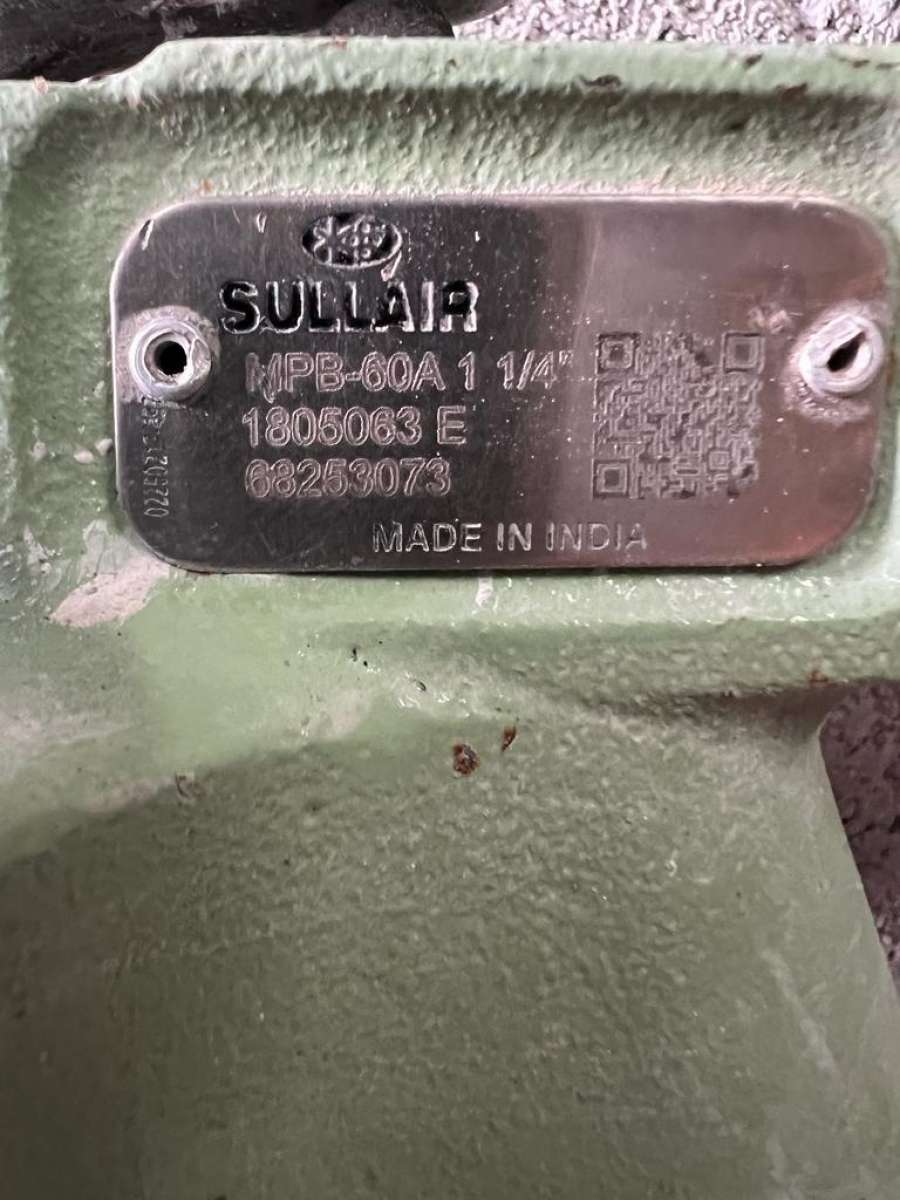 SULLAIR
MPB-60A 1 1/4"
1805063 E
68253073
MADE IN INDIA